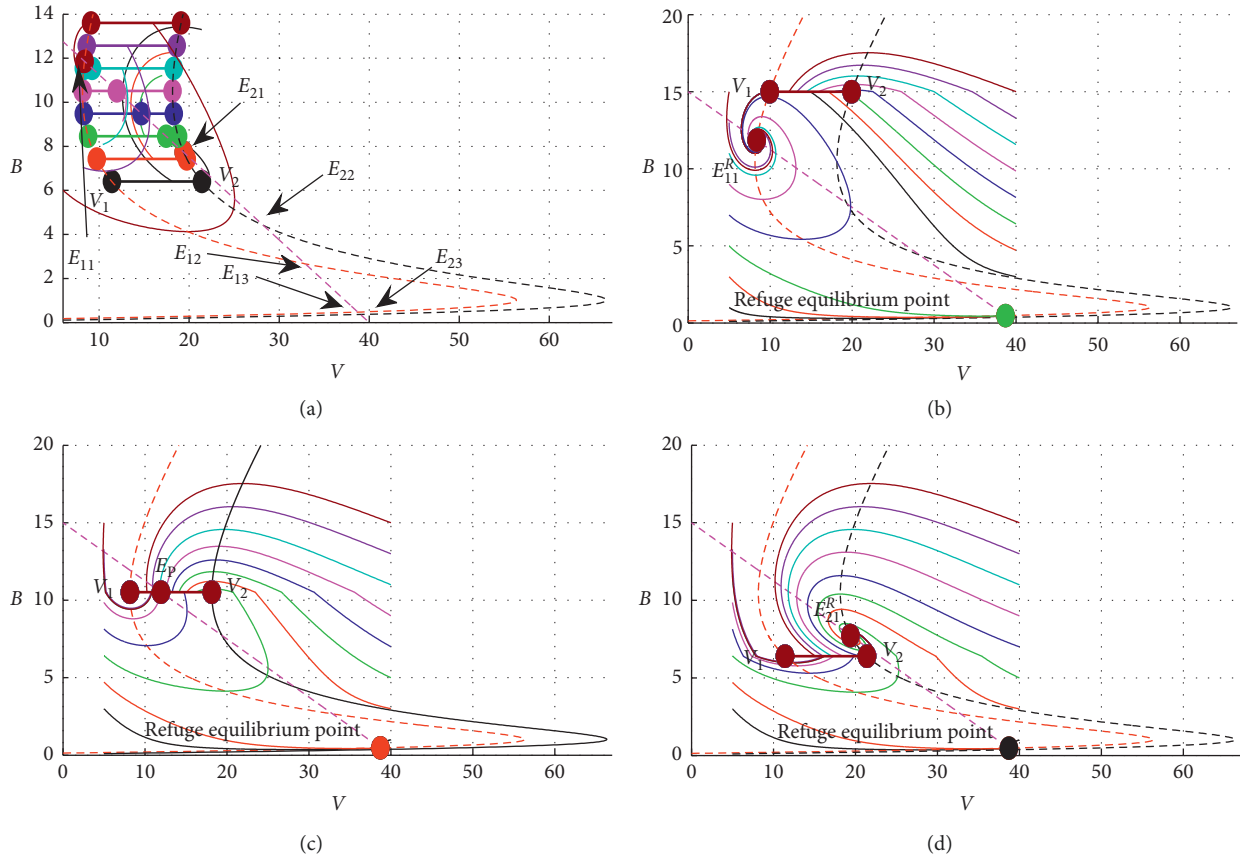 14
12
10
8
6
4
2
0
B
10 20 30 40 50 60
V
V₁
V₂
E₁₁
E₁₂
E₁₃
E₂₁
E₂₂
E₂₃
(a)
20
15
10
5
0
B
0 10 20 30 40 50 60
V
V₁
V₂
E₁₁ᴿ
Refuge equilibrium point
(b)
20
15
10
5
0
B
0 10 20 30 40 50 60
V
V₁
Eₚ
V₂
Refuge equilibrium point
(c)
20
15
10
5
0
B
0 10 20 30 40 50 60
V
E₂₁ᴿ
V₁
V₂
Refuge equilibrium point
(d)